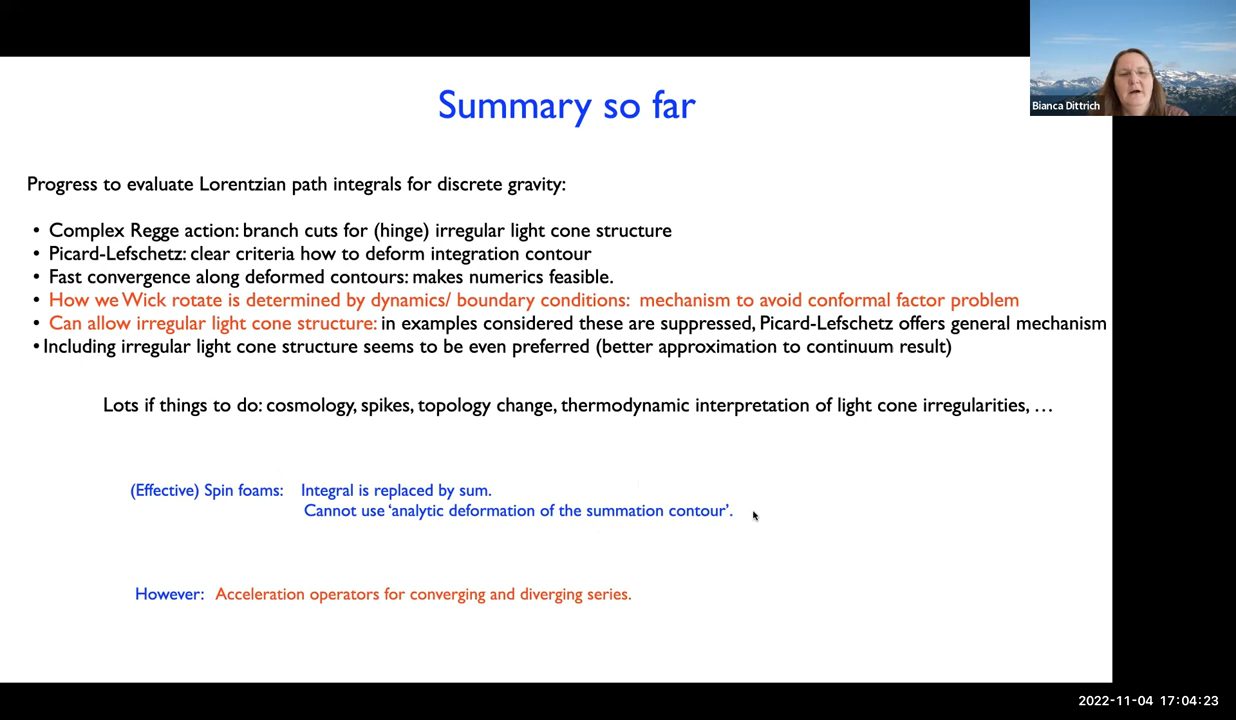 Bianca Dittrich
Summary so far
Progress to evaluate Lorentzian path integrals for discrete gravity:
• Complex Regge action: branch cuts for (hinge) irregular light cone structure
• Picard-Lefschetz: clear criteria how to deform integration contour
• Fast convergence along deformed contours: makes numerics feasible.
• How we Wick rotate is determined by dynamics/ boundary conditions: mechanism to avoid conformal factor problem
• Can allow irregular light cone structure: in examples considered these are suppressed, Picard-Lefschetz offers general mechanism
• Including irregular light cone structure seems to be even preferred (better approximation to continuum result)
Lots if things to do: cosmology, spikes, topology change, thermodynamic interpretation of light cone irregularities, …
(Effective) Spin foams: Integral is replaced by sum.
Cannot use ‘analytic deformation of the summation contour’.
However: Acceleration operators for converging and diverging series.
2022-11-04 17:04:23